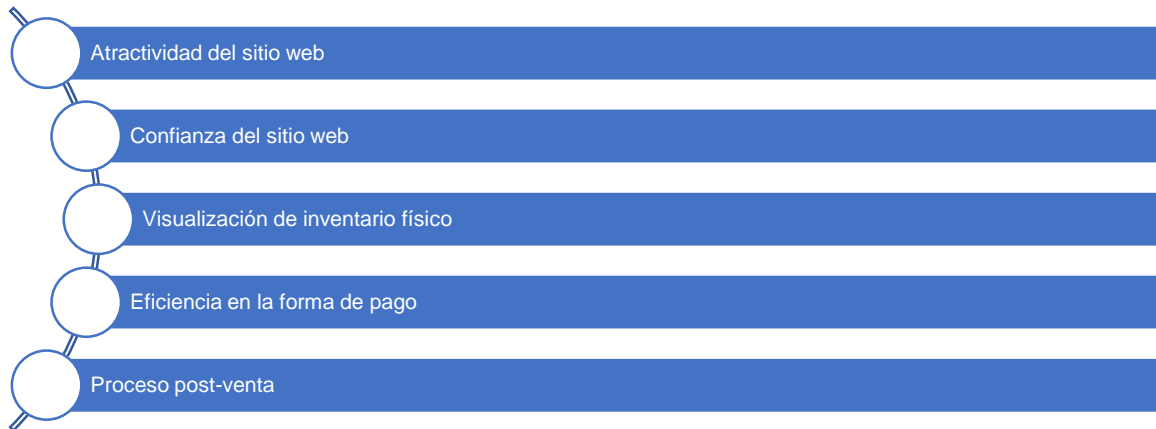 Atractividad del sitio web
Confianza del sitio web
Visualización de inventario físico
Eficiencia en la forma de pago
Proceso post-venta